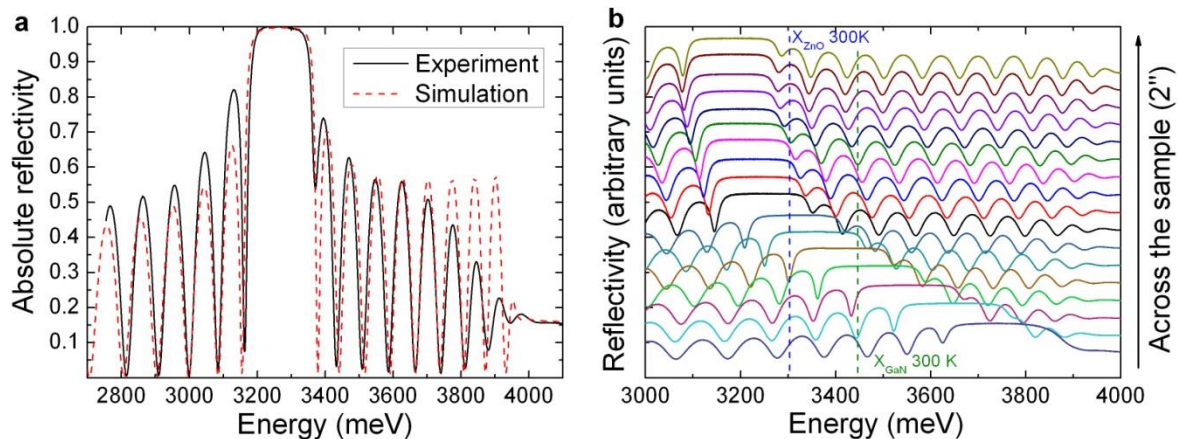 a
1.0
0.9
0.8
0.7
0.6
0.5
0.4
0.3
0.2
0.1
Absolute reflectivity
Experiment
Simulation
2800 3000 3200 3400 3600 3800 4000
Energy (meV)
b
Reflectivity (arbitrary units)
XZnO 300K
XGaN 300 K
3000 3200 3400 3600 3800 4000
Energy (meV)
Acros the sample (2")